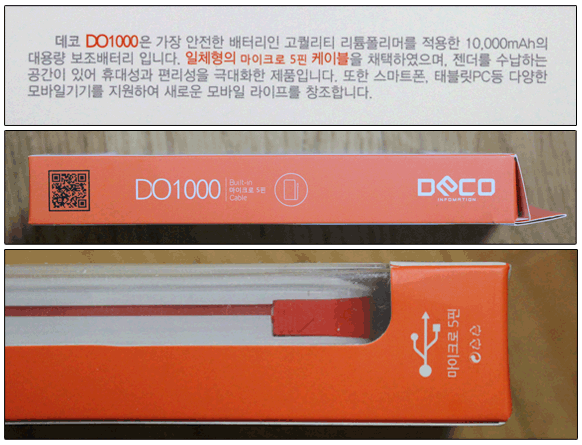 데코 DO1000은 가장 안전한 배터리인 고퀄리티 리튬폴리머를 적용한 10,000mAh의
대용량 보조배터리 입니다. 일체형의 마이크로 5핀 케이블을 채택하였으며, 젠더를 수납하는
공간이 있어 휴대성과 편리성을 극대화한 제품입니다. 또한 스마트폰, 태블릿PC등 다양한
모바일기기를 지원하여 새로운 모바일 라이프를 창조합니다.
DO1000
Built-in
마이크로 5핀
Cable
DECO
INFOMATION
마이크로 5핀